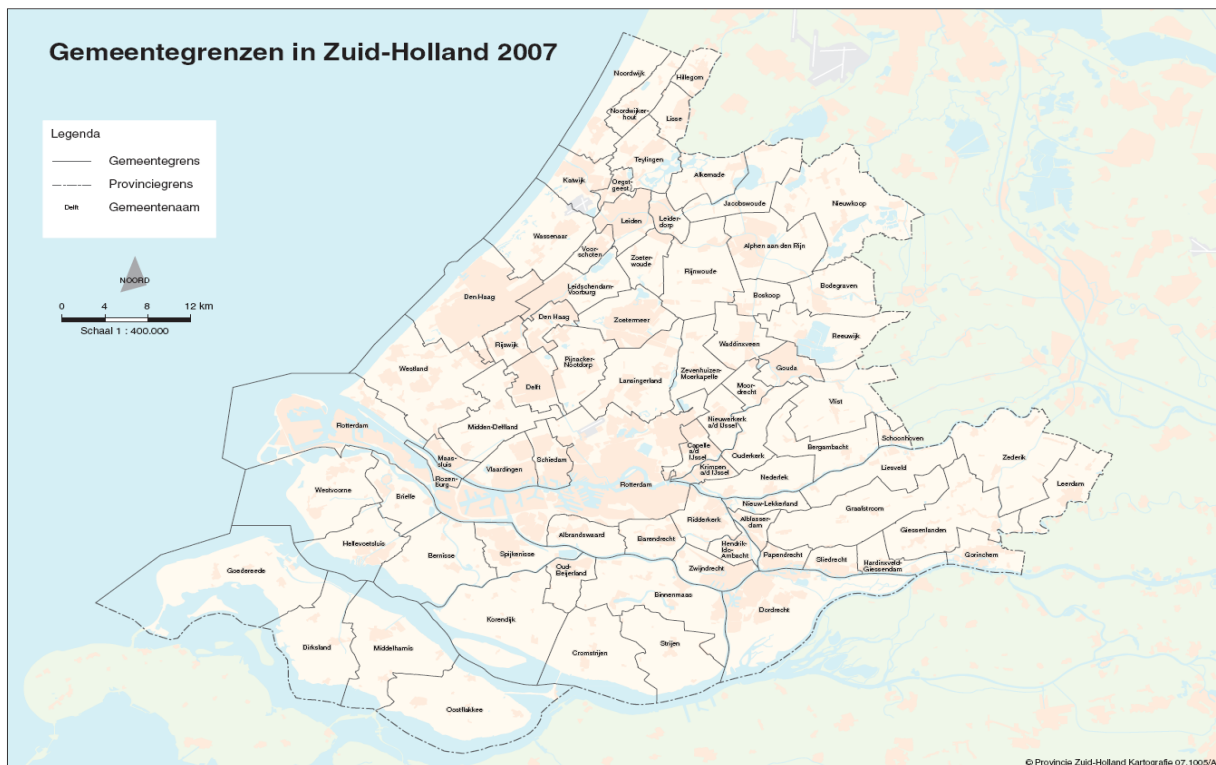 Gemeentegrenzen in Zuid-Holland 2007
Legenda
Gemeentegrens
Provinciegrens
Delft
Gemeentenaam
NOORD
0 4 8 12 km
Schaal 1 : 400.000
Noordwijk
Hillegom
Noordwijker-
hout
Lisse
Teylingen
Katwijk
Oegst-
geest
Alkemade
Jacobswoude
Nieuwkoop
Leiden
Leider-
dorp
Wassenaar
Voor-
schoten
Zoeter-
woude
Rijnwoude
Alphen aan den Rijn
Leidschendam-
Voorburg
Boskoop
Bodegraven
Den Haag
Den Haag
Zoetermeer
Rijswijk
Waddinxveen
Reeuwijk
Westland
Pijnacker-
Nootdorp
Delft
Lansingerland
Zevenhuizen-
Moerkapelle
Gouda
Moor-
drecht
Vlist
Rotterdam
Midden-Delfland
Nieuwerkerk
a/d IJssel
Schoonhoven
Maas-
sluis
Vlaardingen
Schiedam
Capelle
a/d
IJssel
Ouderkerk
Bergambacht
Zederik
Rozen-
burg
Krimpen
a/d IJssel
Nederlek
Liesveld
Leerdam
Westvoorne
Brielle
Rotterdam
Nieuw-Lekkerland
Graafstroom
Hellevoetsluis
Bernisse
Spijkenisse
Albrandswaard
Barendrecht
Ridderkerk
Alblasser-
dam
Giessenlanden
Hendrik-
Ido-
Ambacht
Papendrecht
Sliedrecht
Hardinxveld-
Giessendam
Gorinchem
Goedereede
Oud-
Beijerland
Zwijndrecht
Binnenmaas
Dordrecht
Korendijk
Dirksland
Middelharnis
Cromstrijen
Strijen
Oostflakkee
© Provincie Zuid-Holland Kartografie 07.1005/A